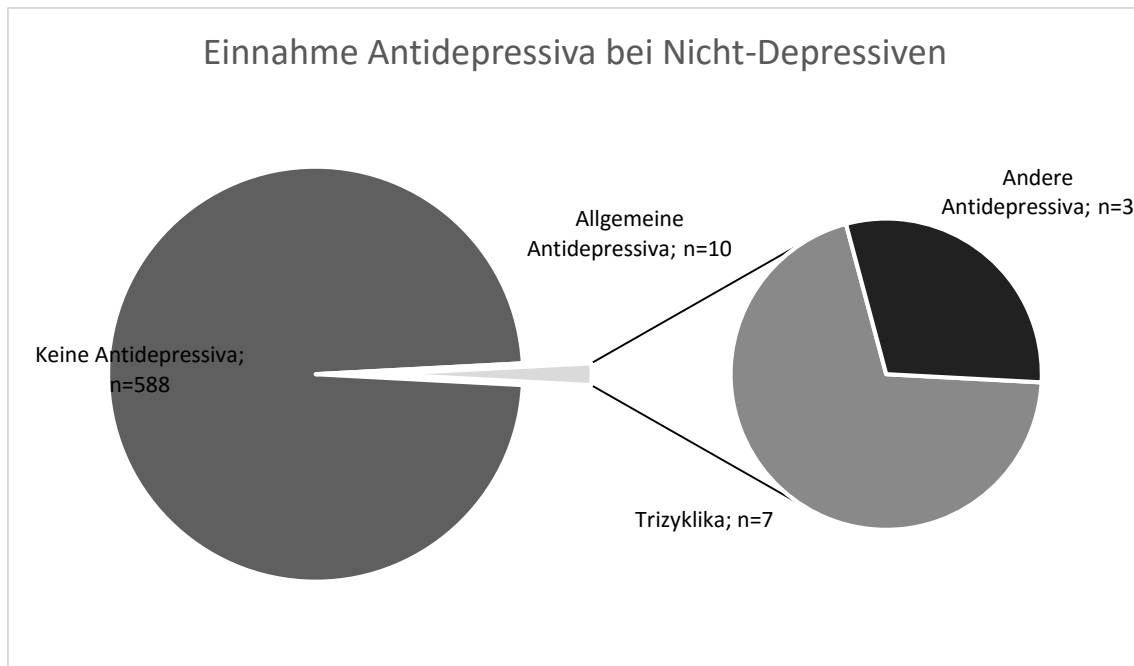 Einnahme Antidepressiva bei Nicht-Depressiven
Andere
Antidepressiva; n=3
Allgemeine
Antidepressiva; n=10
Keine Antidepressiva;
n=588
Trizyklika; n=7